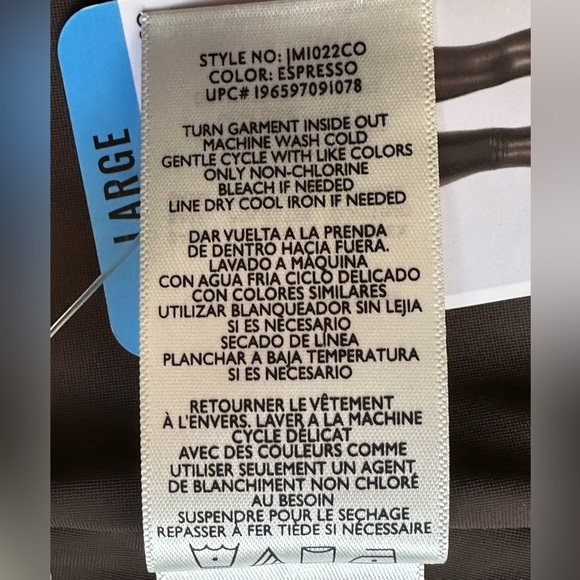 LARGE
STYLE NO: JM1022CO
COLOR: ESPRESSO
UPC# 196597091078
TURN GARMENT INSIDE OUT
MACHINE WASH COLD
GENTLE CYCLE WITH LIKE COLORS
ONLY NON-CHLORINE
BLEACH IF NEEDED
LINE DRY COOL IRON IF NEEDED
DAR VUELTA A LA PRENDA
DE DENTRO HACIA FUERA.
LAVADO A MÁQUINA
CON AGUA FRIA CICLO DELICADO
CON COLORES SIMILARES
UTILIZAR BLANQUEADOR SIN LEJIA
SI ES NECESARIO
SECADO DE LÍNEA
PLANCHAR A BAJA TEMPERATURA
SI ES NECESARIO
RETOURNER LE VÊTEMENT
À L'ENVERS. LAVER A LA MACHINE
CYCLE DÉLICAT
AVEC DES COULEURS COMME
UTILISER SEULEMENT UN AGENT
DE BLANCHIMENT NON CHLORÉ
AU BESOIN
SUSPENDRE POUR LE SECHAGE
REPASSER À FER TIÈDE SI NÉCESSAIRE